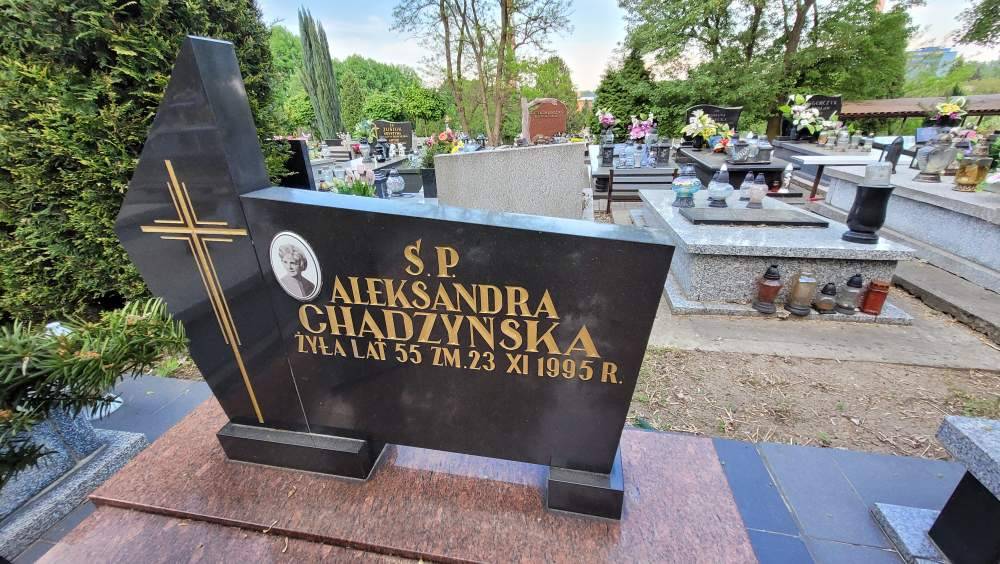 Ś.P.
ALEKSANDRA
CHĄDZYŃSKA
ŻYŁA LAT 55 ZM. 23 XI 1995 R.